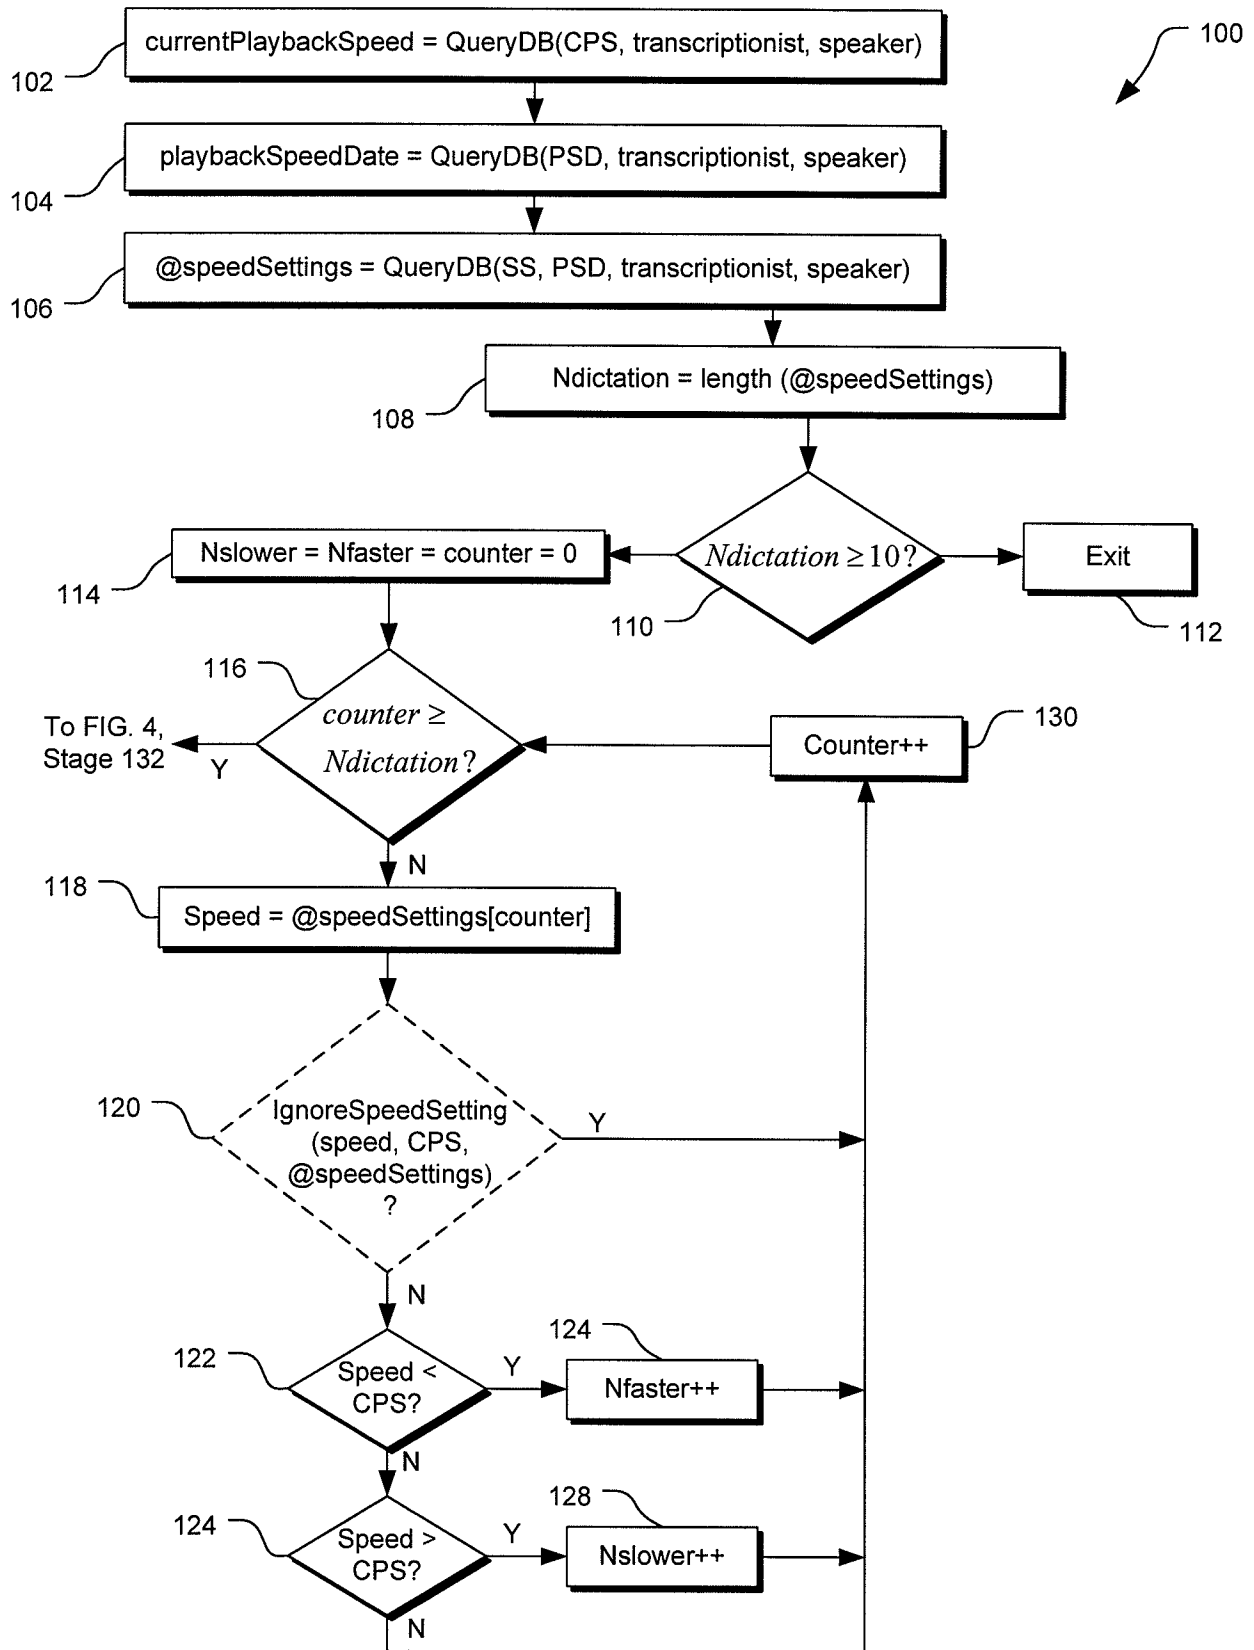 currentPlaybackSpeed = QueryDB(CPS, transcriptionist, speaker)
100
102
playbackSpeedDate = QueryDB(PSD, transcriptionist, speaker)
104
@speedSettings = QueryDB(SS, PSD, transcriptionist, speaker)
106
Ndictation = length (@speedSettings)
108
Ndictation ≥10?
Exit
Nslower = Nfaster = counter = 0
114
110
112
116
counter ≥
Ndictation?
To FIG. 4,
Stage 132
Y
Counter++
130
N
118
Speed = @speedSettings[counter]
120
IgnoreSpeedSetting
(speed, CPS,
@speedSettings)
?
Y
N
122
Speed <
CPS?
Y
124
Nfaster++
N
124
Speed >
CPS?
Y
128
Nslower++
N